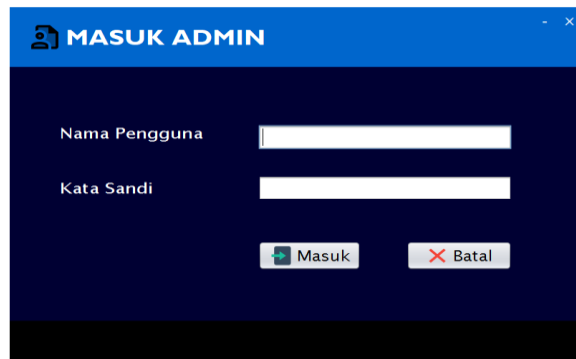 MASUK ADMIN
- ×
Nama Pengguna
Kata Sandi
Masuk
Batal